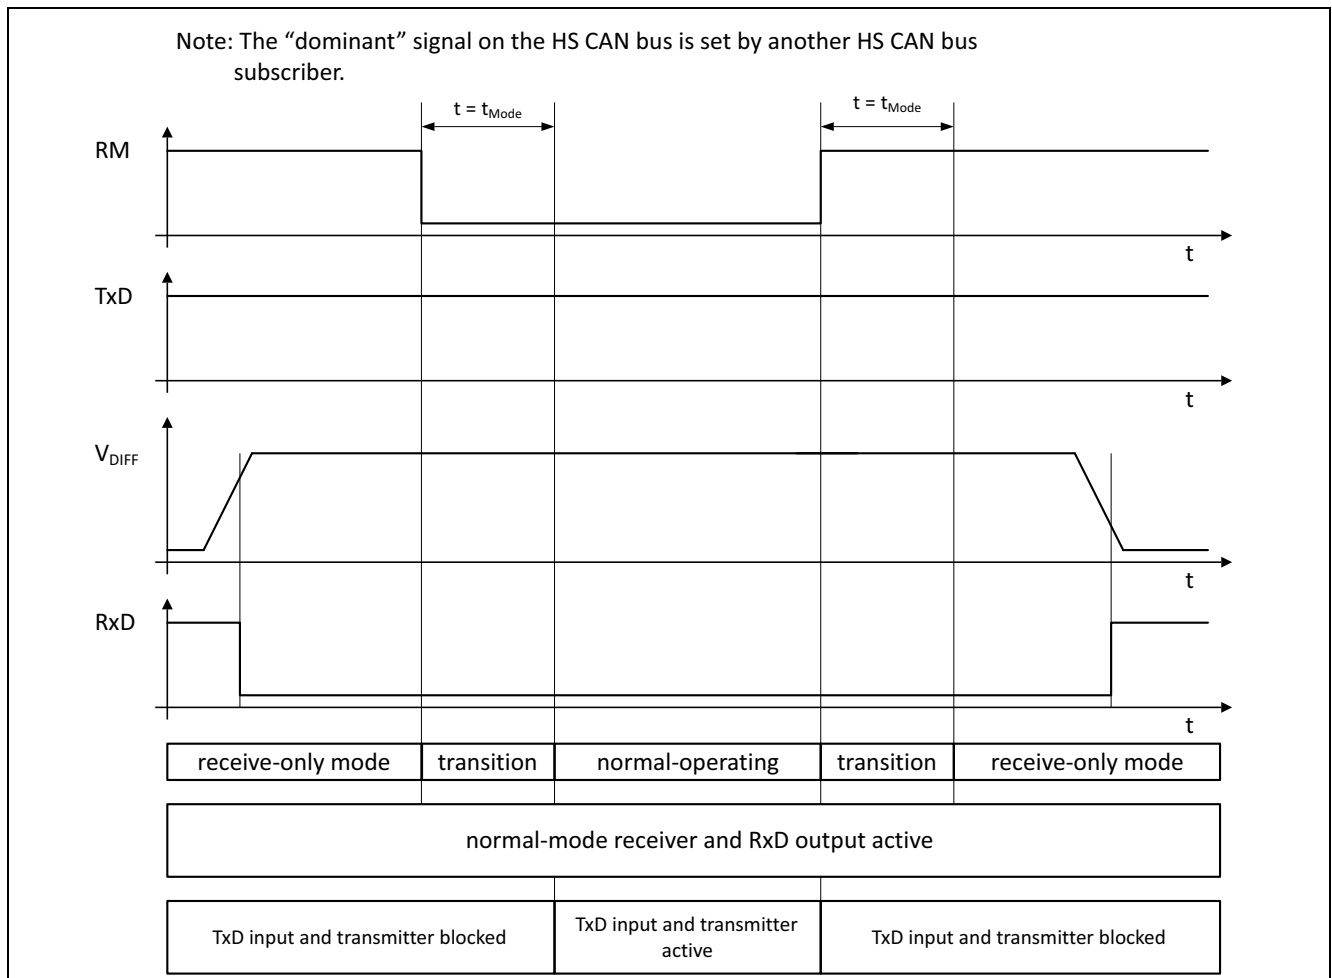 Note: The “dominant” signal on the HS CAN bus is set by another HS CAN bus
subscriber.
t = tMode
t = tMode
RM
t
TxD
t
VDIFF
t
RxD
t
receive-only mode
transition
normal-operating
transition
receive-only mode
normal-mode receiver and RxD output active
TxD input and transmitter blocked
TxD input and transmitter
active
TxD input and transmitter blocked